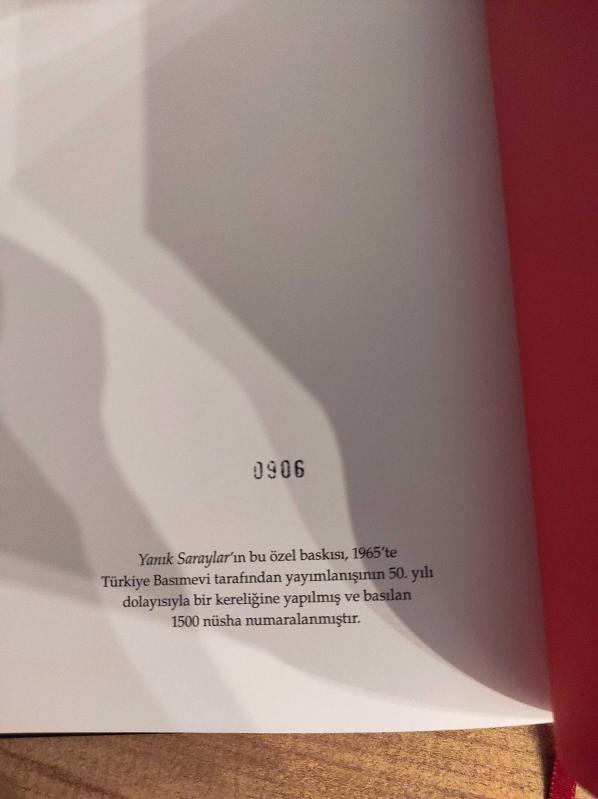 0906
Yanık Saraylar'ın bu özel baskısı, 1965'te
Türkiye Basımevi tarafından yayımlanışının 50. yılı
dolayısıyla bir kereliğine yapılmış ve basılan
1500 nüsha numaralanmıştır.